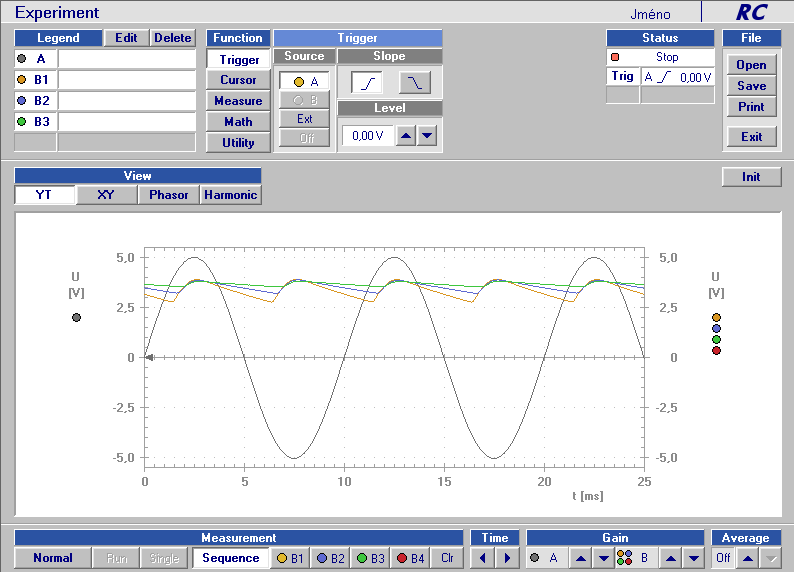 Experiment Jméno RC
Legend Edit Delete Function Trigger Status File
A Trigger Source Slope Stop Open
B1 Cursor A Trig A 0,00 V Save
B2 Measure B Level Print
B3 Math Ext 0,00 V
Utility Off Exit
View Init
YT XY Phasor Harmonic
5,0 5,0
U U
[V] [V]
2,5 2,5
0 0
-2,5 -2,5
-5,0 -5,0
0 5 10 15 20 25
t [ms]
Measurement Time Gain Average
Normal Run Single Sequence B1 B2 B3 B4 Clr A B Off